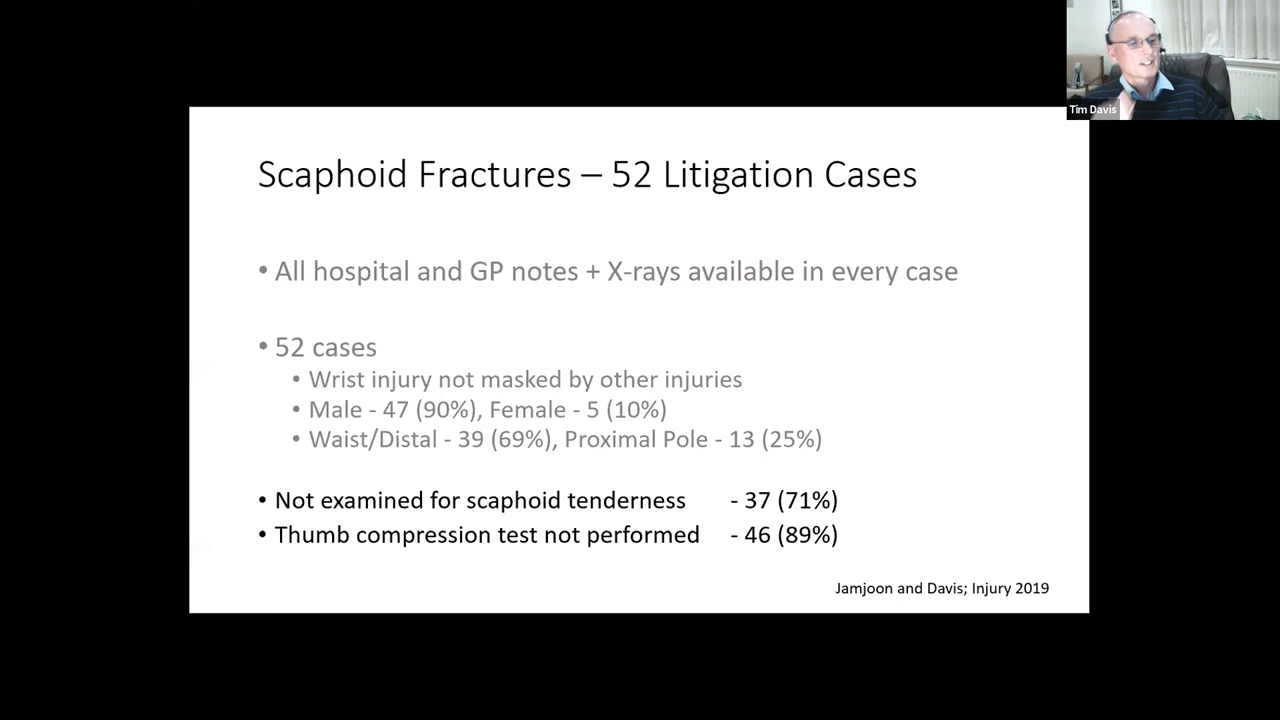 Tim Davis
Scaphoid Fractures – 52 Litigation Cases
• All hospital and GP notes + X-rays available in every case
• 52 cases
• Wrist injury not masked by other injuries
• Male - 47 (90%), Female - 5 (10%)
• Waist/Distal - 39 (69%), Proximal Pole - 13 (25%)
• Not examined for scaphoid tenderness - 37 (71%)
• Thumb compression test not performed - 46 (89%)
Jamjoon and Davis; Injury 2019